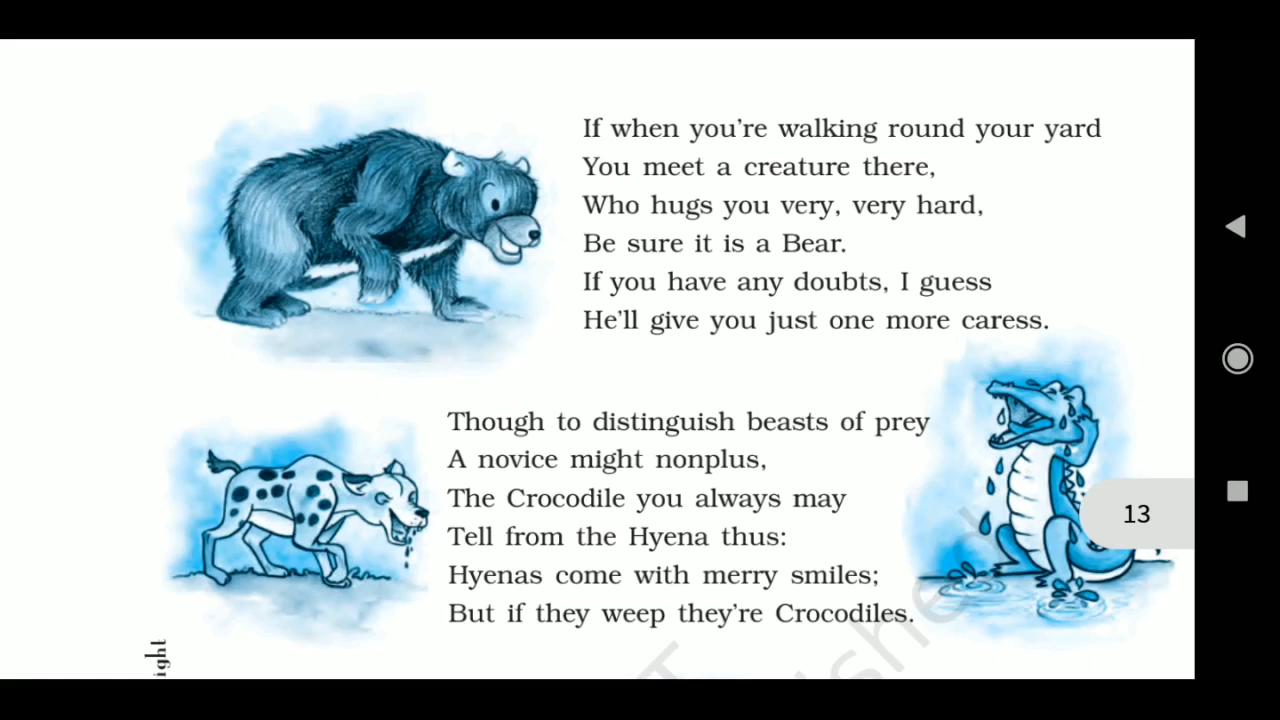 If when you're walking round your yard
You meet a creature there,
Who hugs you very, very hard,
Be sure it is a Bear.
If you have any doubts, I guess
He'll give you just one more caress.
Though to distinguish beasts of prey
A novice might nonplus,
The Crocodile you always may
Tell from the Hyena thus:
Hyenas come with merry smiles;
But if they weep they're Crocodiles.
13